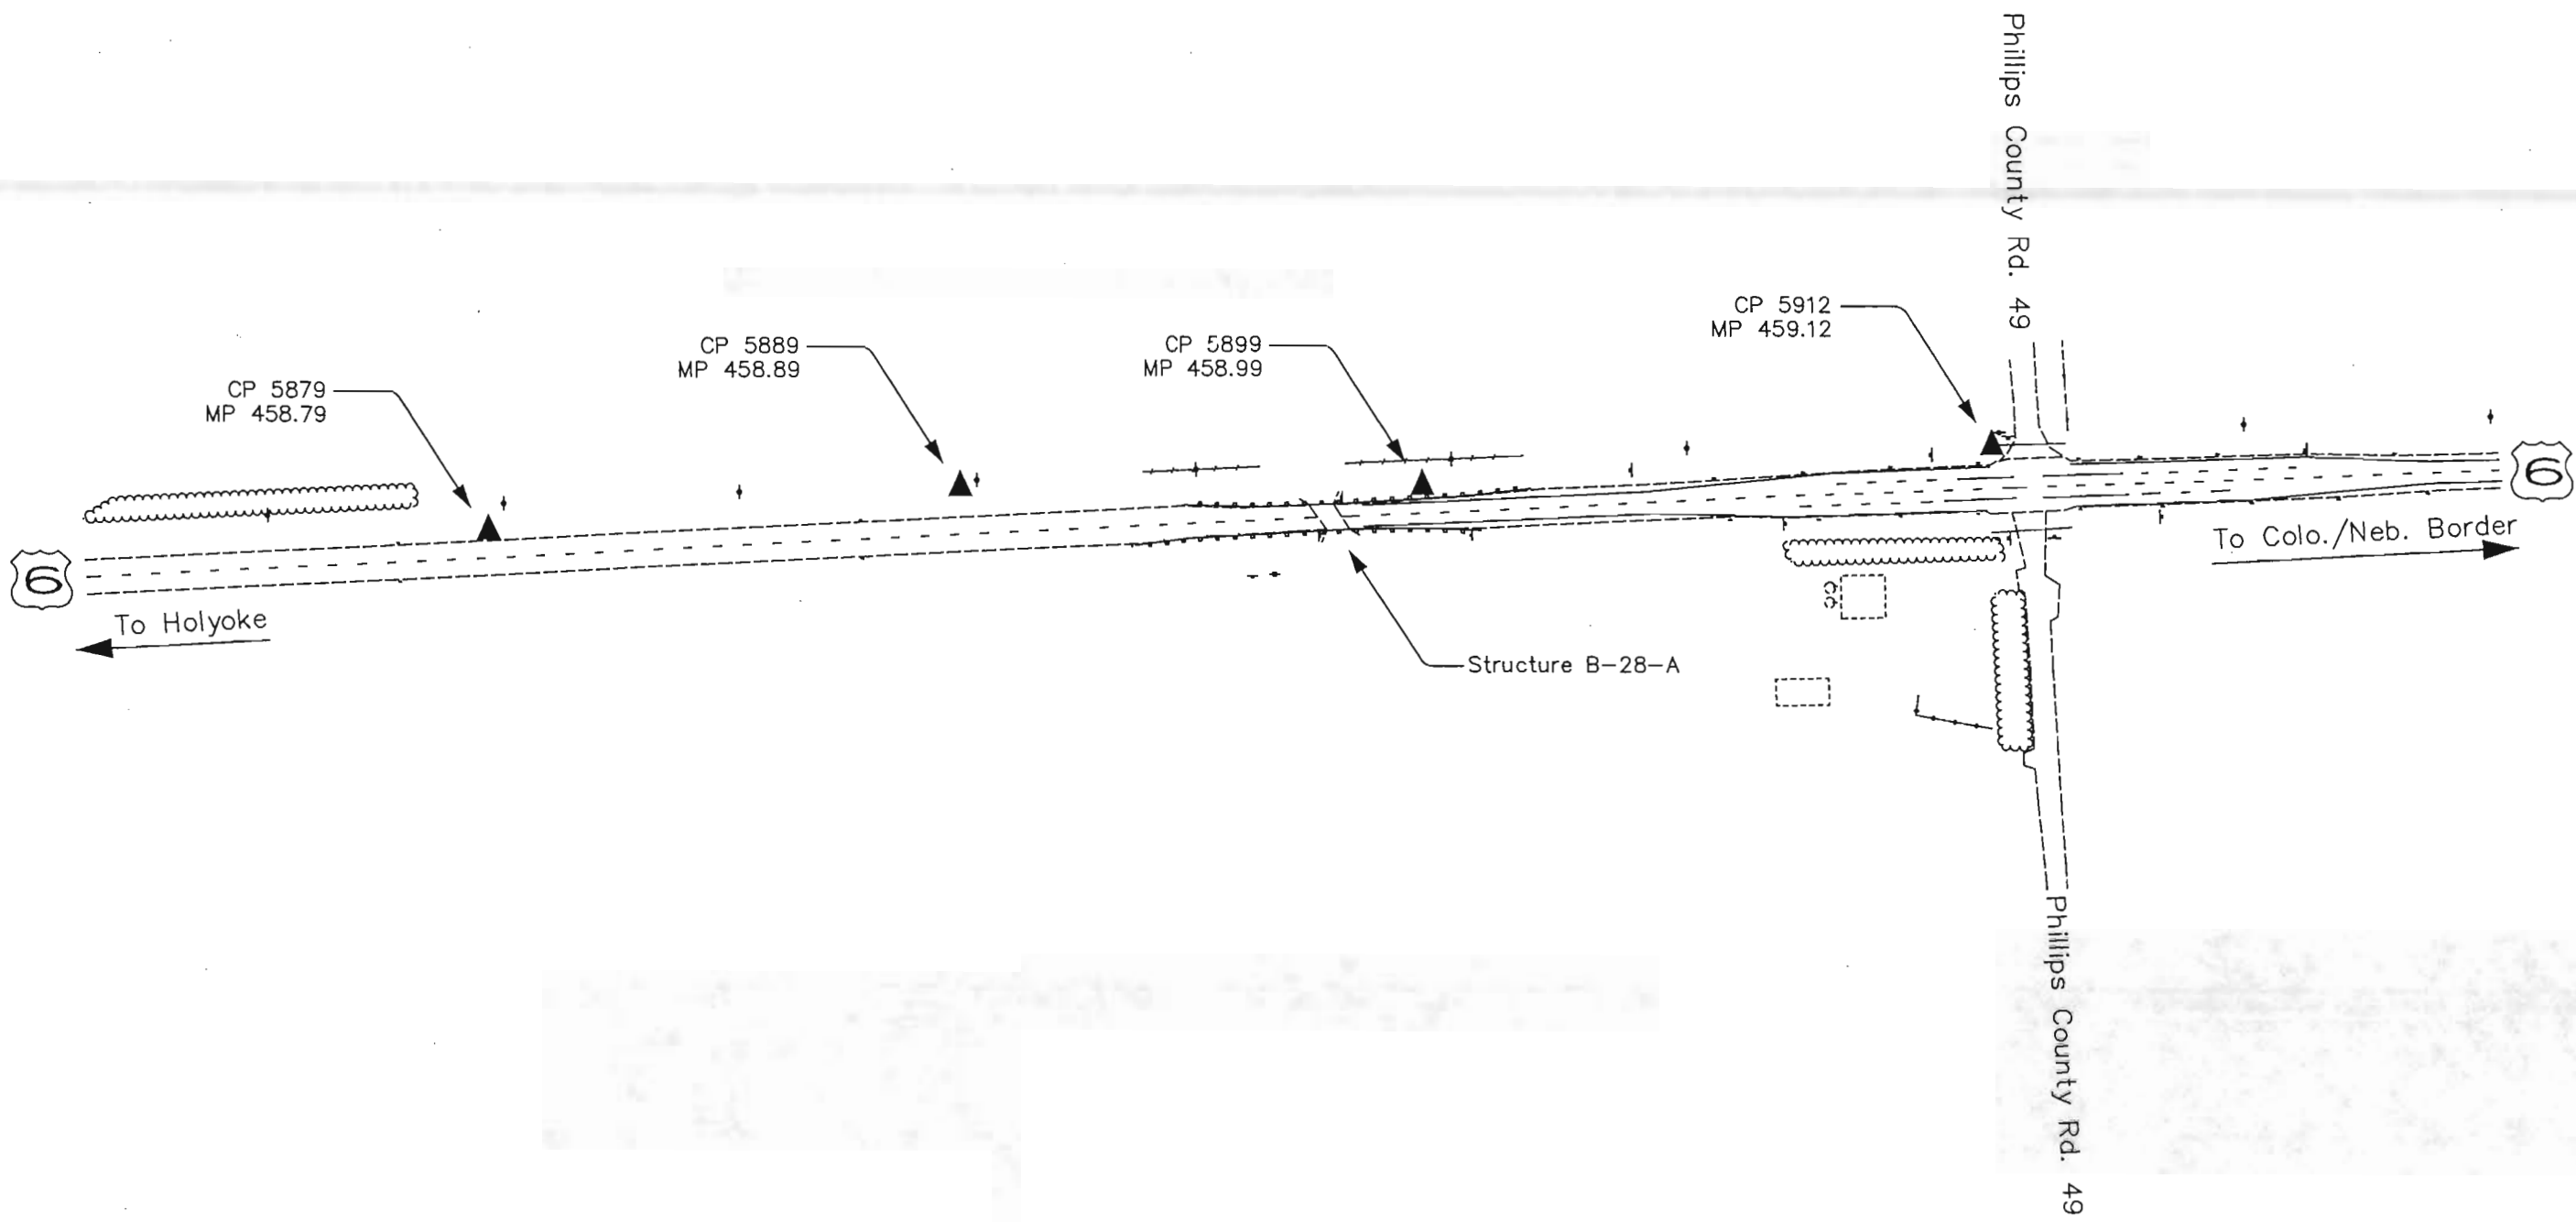 Phillips County Rd. 49
CP 5912
MP 459.12
CP 5889
MP 458.89
CP 5899
MP 458.99
CP 5879
MP 458.79
6
6
To Colo./Neb. Border
To Holyoke
Structure B-28-A
Phillips County Rd. 49